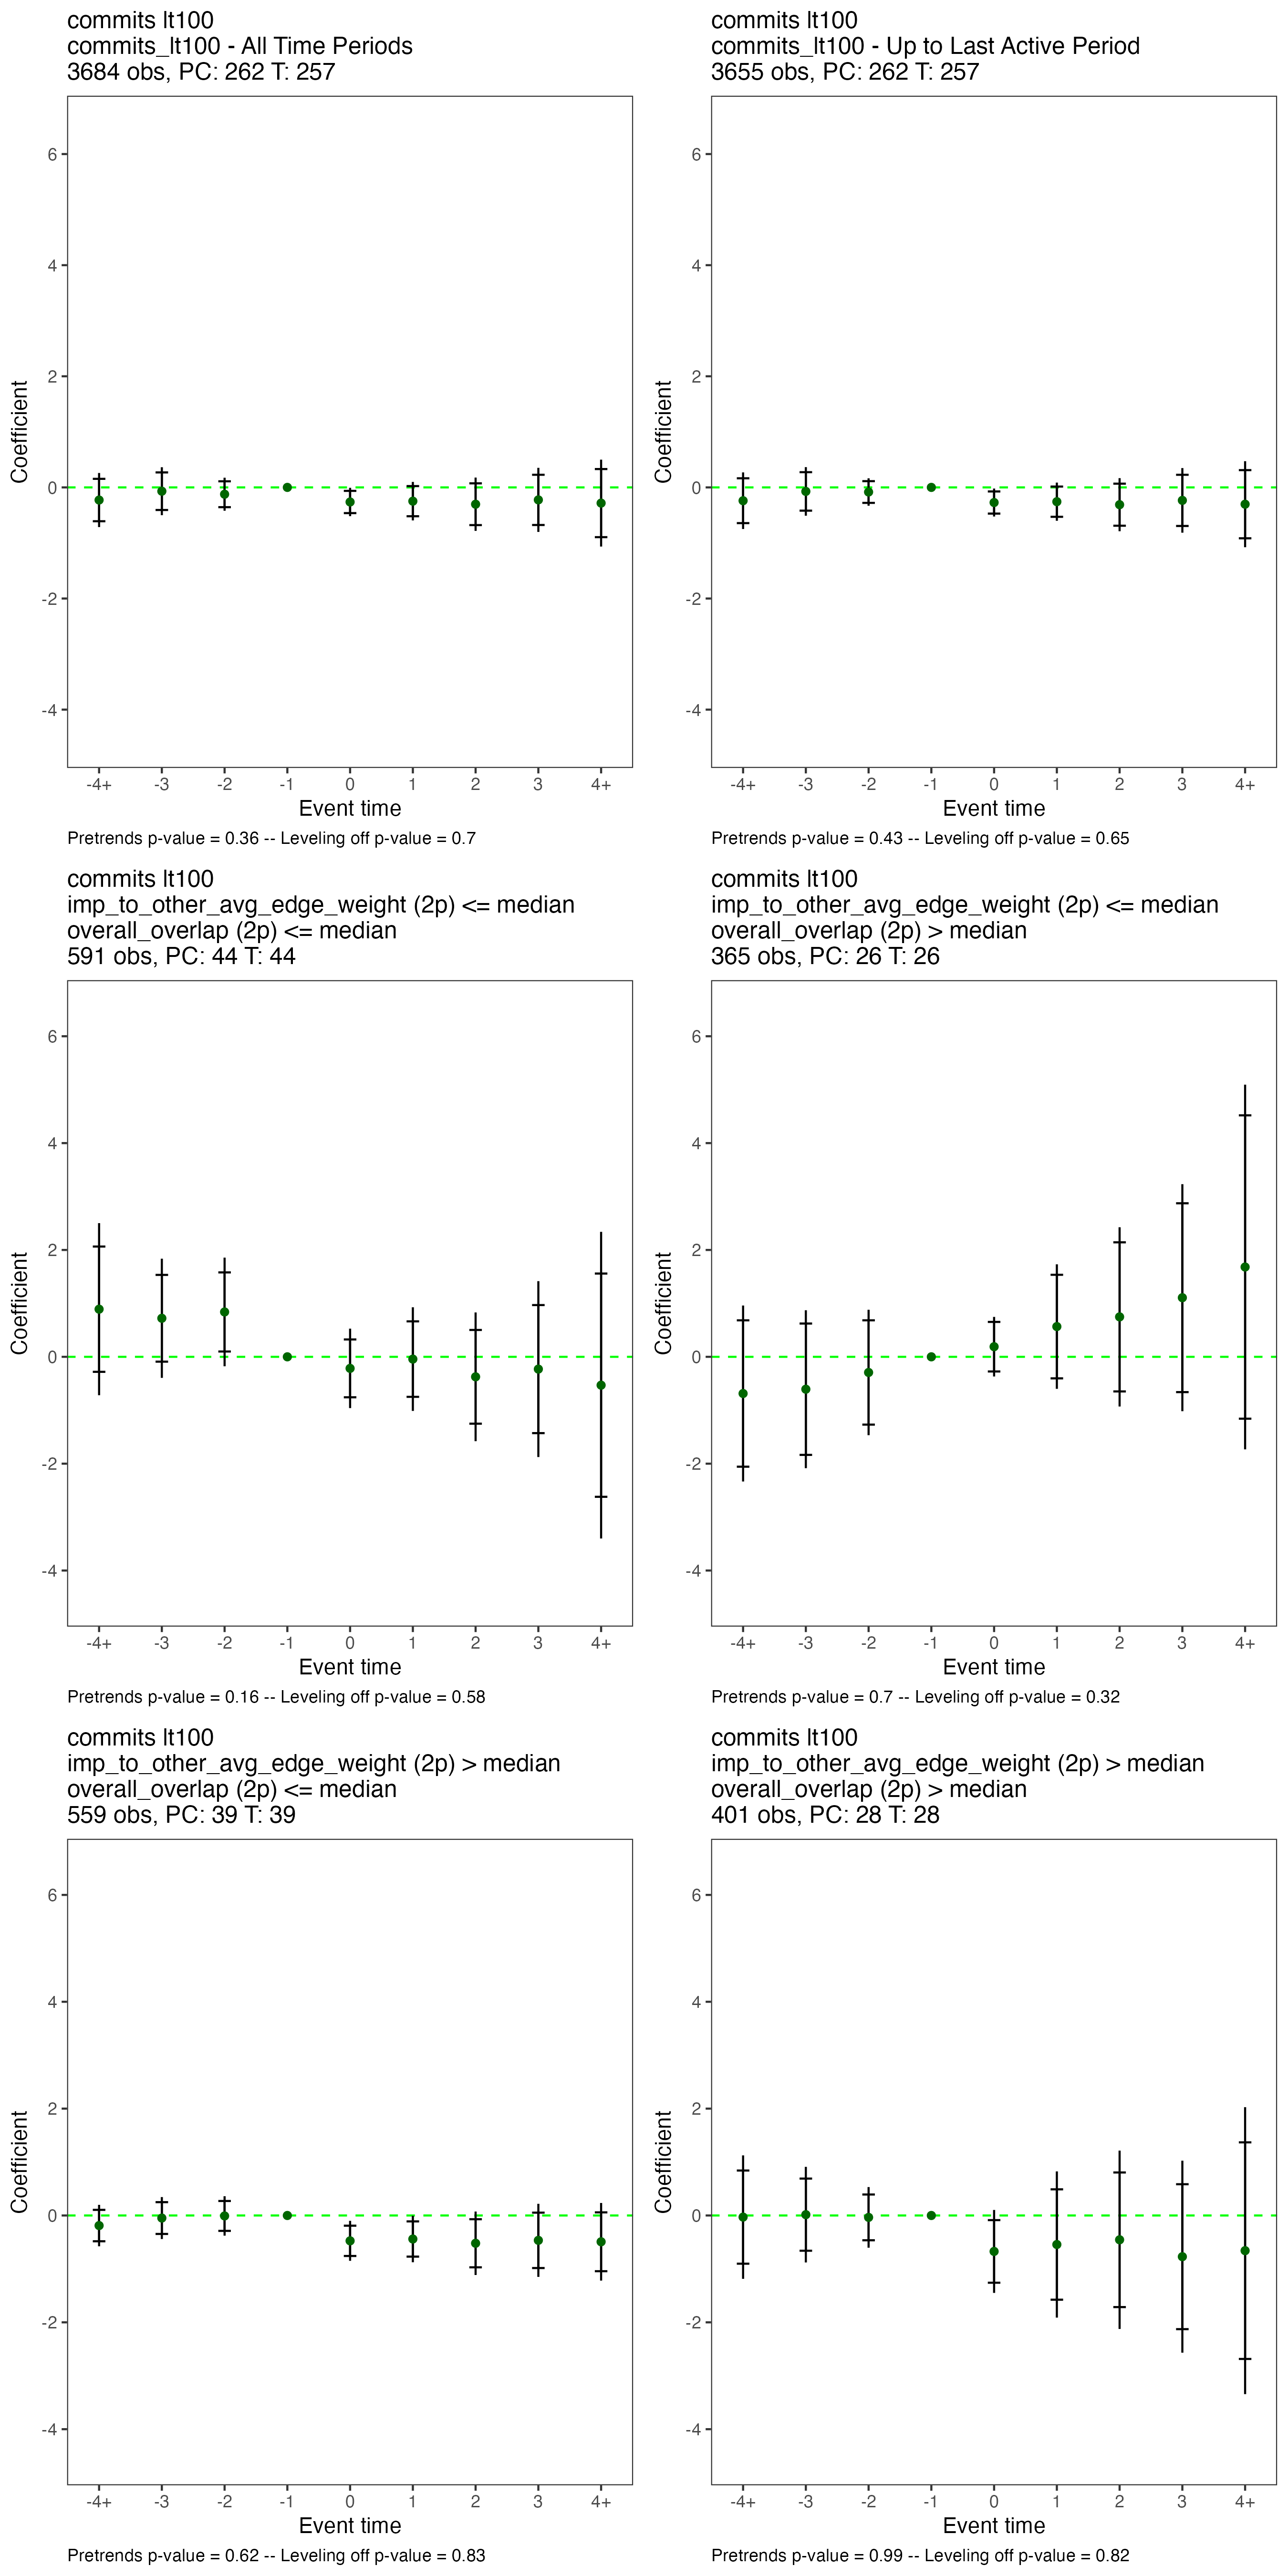 commits lt100
commits_lt100 - All Time Periods
3684 obs, PC: 262 T: 257
6
4
2
0
-2
-4
Coefficient
-4+ -3 -2 -1 0 1 2 3 4+
Event time
Pretrends p-value = 0.36 -- Leveling off p-value = 0.7
commits lt100
commits_lt100 - Up to Last Active Period
3655 obs, PC: 262 T: 257
6
4
2
0
-2
-4
Coefficient
-4+ -3 -2 -1 0 1 2 3 4+
Event time
Pretrends p-value = 0.43 -- Leveling off p-value = 0.65
commits lt100
imp_to_other_avg_edge_weight (2p) <= median
overall_overlap (2p) <= median
591 obs, PC: 44 T: 44
6
4
2
0
-2
-4
Coefficient
-4+ -3 -2 -1 0 1 2 3 4+
Event time
Pretrends p-value = 0.16 -- Leveling off p-value = 0.58
commits lt100
imp_to_other_avg_edge_weight (2p) <= median
overall_overlap (2p) > median
365 obs, PC: 26 T: 26
6
4
2
0
-2
-4
Coefficient
-4+ -3 -2 -1 0 1 2 3 4+
Event time
Pretrends p-value = 0.7 -- Leveling off p-value = 0.32
commits lt100
imp_to_other_avg_edge_weight (2p) > median
overall_overlap (2p) <= median
559 obs, PC: 39 T: 39
6
4
2
0
-2
-4
Coefficient
-4+ -3 -2 -1 0 1 2 3 4+
Event time
Pretrends p-value = 0.62 -- Leveling off p-value = 0.83
commits lt100
imp_to_other_avg_edge_weight (2p) > median
overall_overlap (2p) > median
401 obs, PC: 28 T: 28
6
4
2
0
-2
-4
Coefficient
-4+ -3 -2 -1 0 1 2 3 4+
Event time
Pretrends p-value = 0.99 -- Leveling off p-value = 0.82